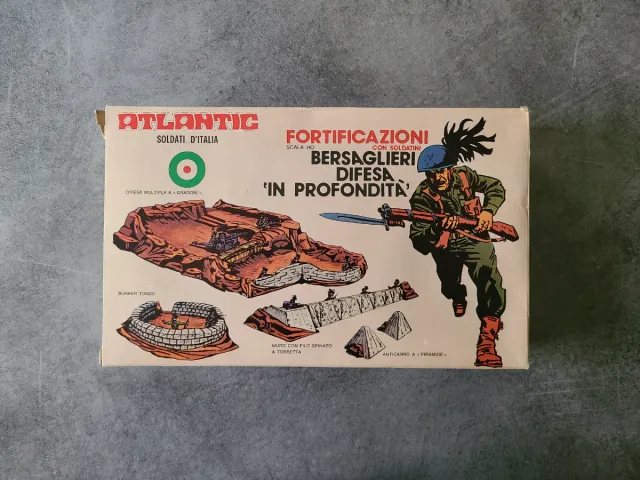 ATLANTIC
SOLDATI D'ITALIA
FORTIFICAZIONI
SCALA HO
CON SOLDATINI
BERSAGLIERI
DIFESA
'IN PROFONDITÀ'
DIFESA MULTIPLA A «GRADONI»
BUNKER TONDO
MURO CON FILO SPINATO
A TORRETTA
ANTICARRO A «PIRAMIDE»